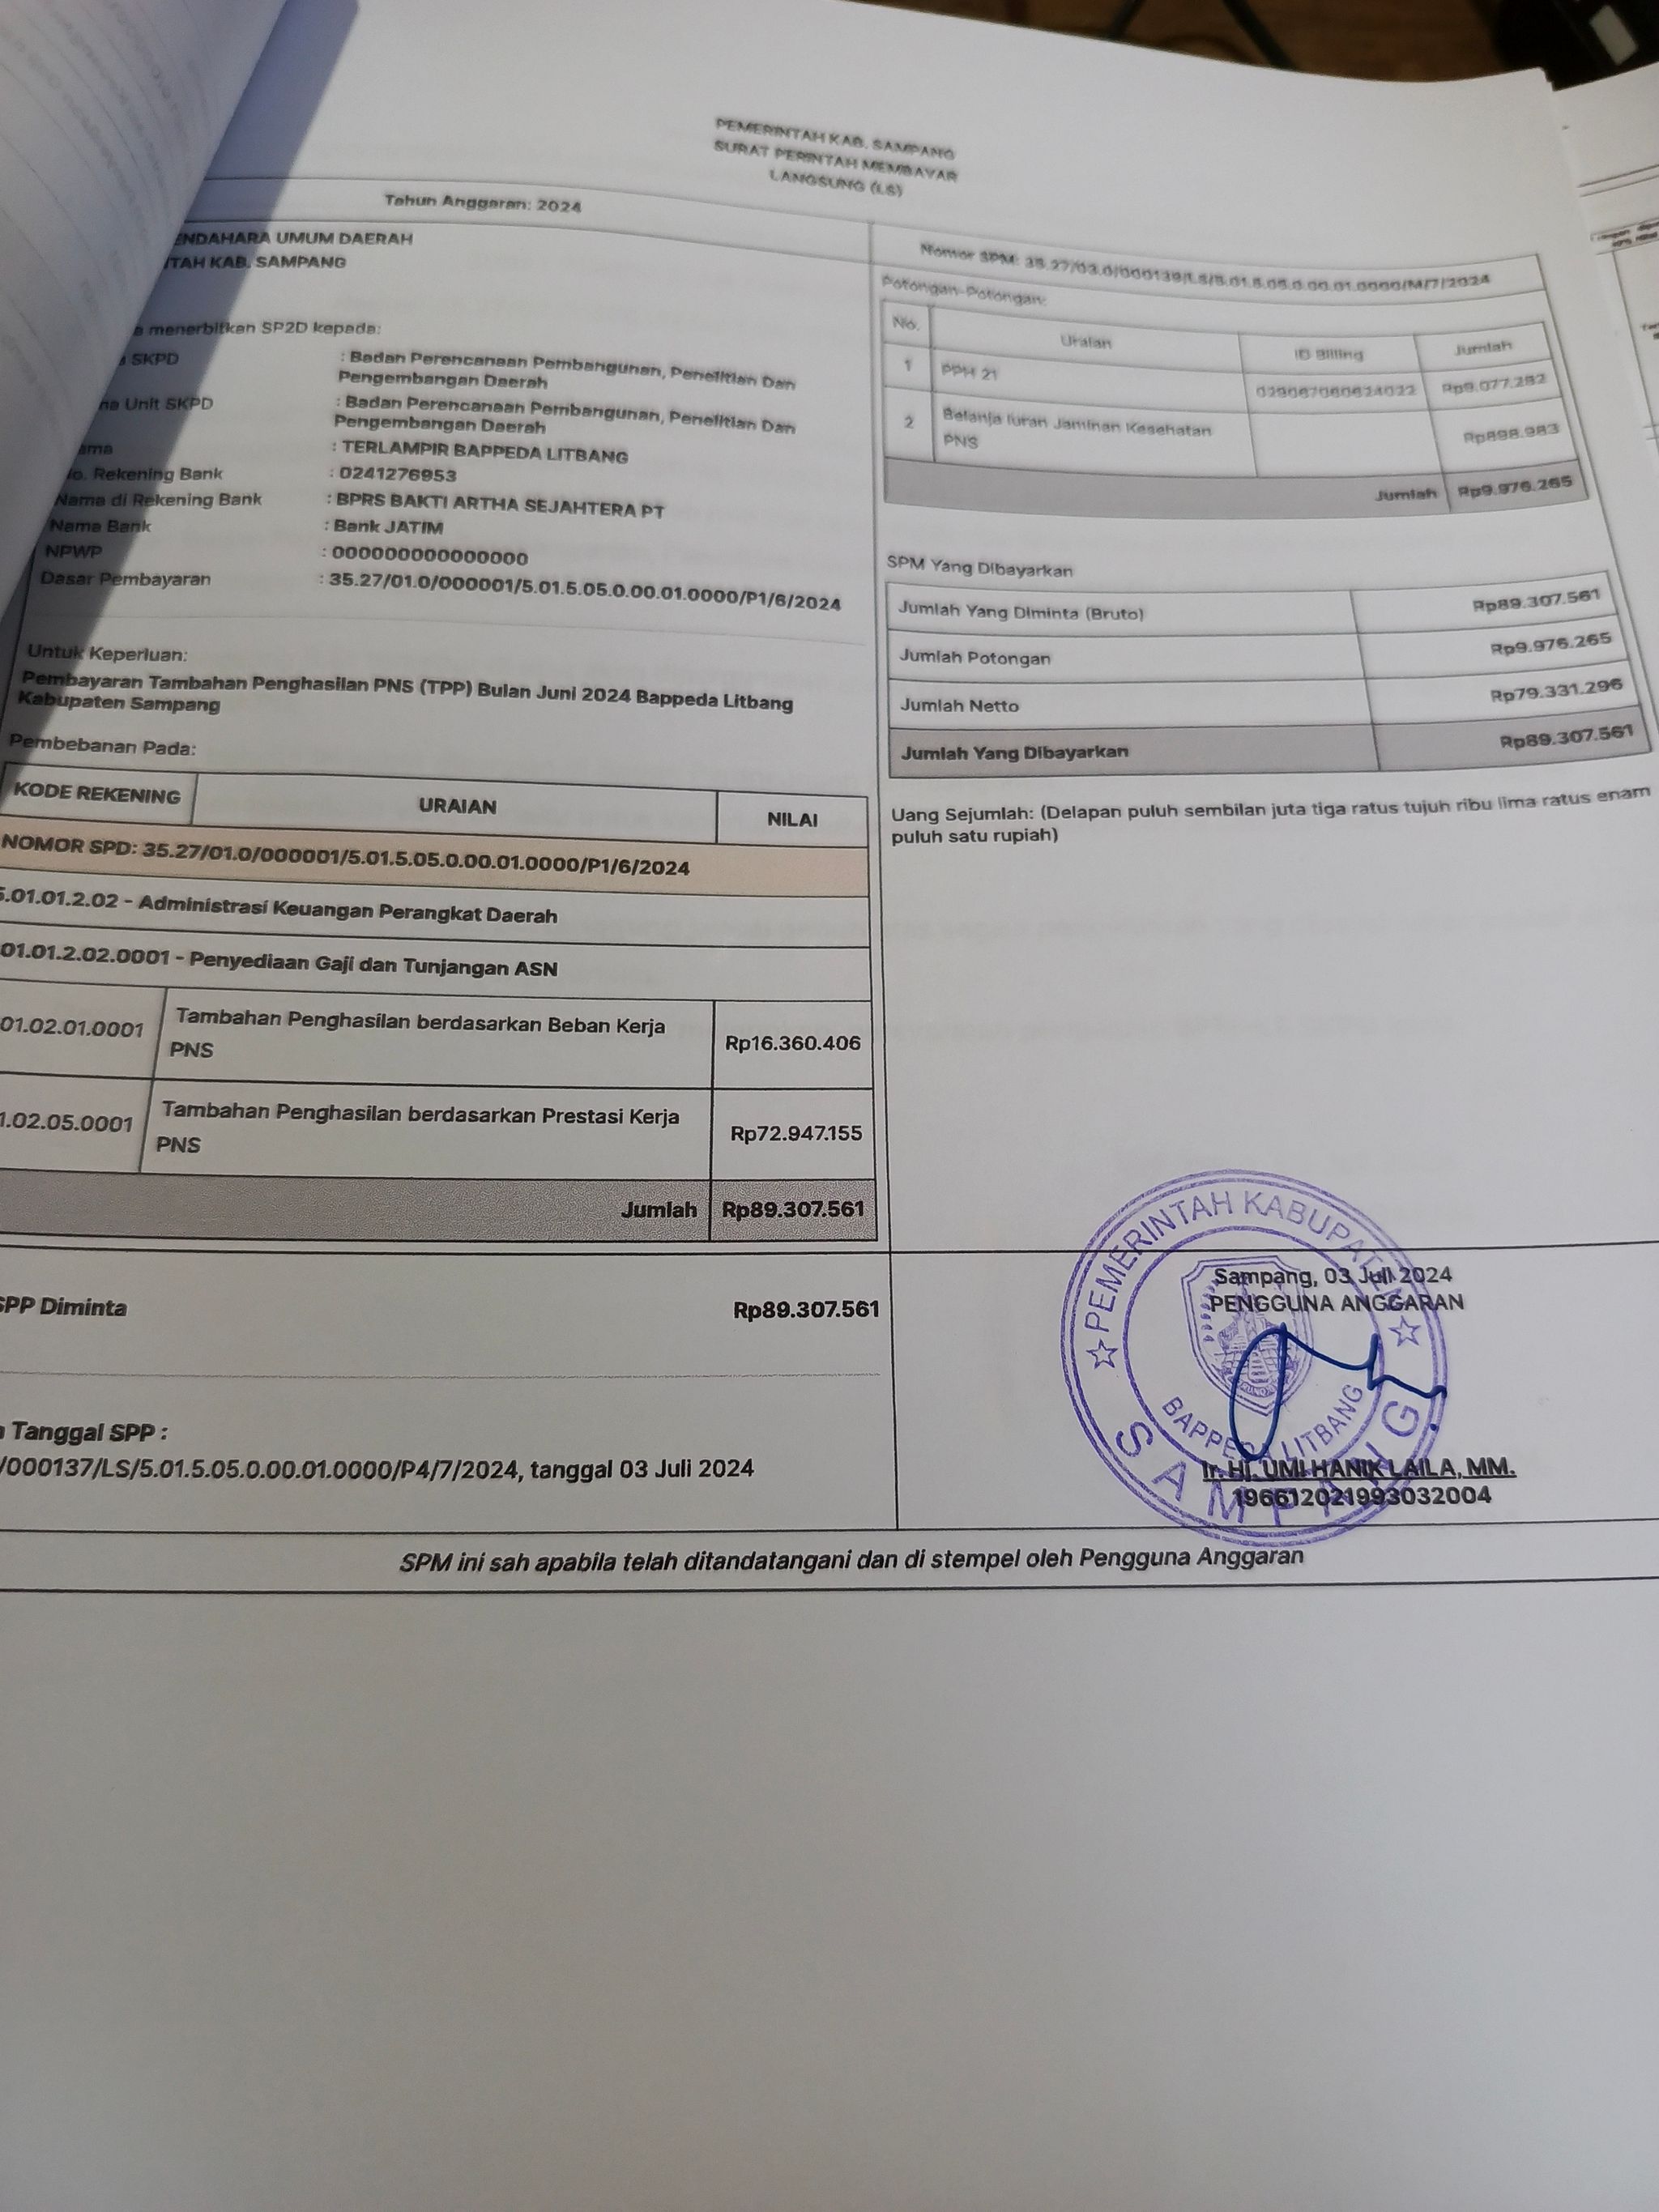 PEMERINTAH KAB. SAMPANG
SURAT PERINTAH MEMBAYAR
LANGSUNG (LS)
Tahun Anggaran: 2024
UMUM DAERAH
KAB. SAMPANG
menerbitkan SP2D kepada:
SKPD : Badan Perencanaan Pembangunan, Penelitian Dan
Pengembangan Daerah
Unit SKPD : Badan Perencanaan Pembangunan, Penelitian Dan
Pengembangan Daerah
: TERLAMPIR BAPPEDA LITBANG
Rekening Bank : 0241276953
Nama di Rekening Bank : BPRS BAKTI ARTHA SEJAHTERA PT
Nama Bank : Bank JATIM
NPWP : 000000000000000
Dasar Pembayaran : 35.27/01.0/000001/5.01.5.05.0.00.01.0000/P1/6/2024
Untuk Keperluan:
Pembayaran Tambahan Penghasilan PNS (TPP) Bulan Juni 2024 Bappeda Litbang
Kabupaten Sampang
Pembebanan Pada:
KODE REKENING URAIAN NILAI
NOMOR SPD: 35.27/01.0/000001/5.01.5.05.0.00.01.0000/P1/6/2024
5.01.01.2.02 - Administrasi Keuangan Perangkat Daerah
01.01.2.02.0001 - Penyediaan Gaji dan Tunjangan ASN
01.02.01.0001 Tambahan Penghasilan berdasarkan Beban Kerja
PNS Rp16.360.406
1.02.05.0001 Tambahan Penghasilan berdasarkan Prestasi Kerja
PNS Rp72.947.155
Jumlah Rp89.307.561
SPP Diminta Rp89.307.561
Tanggal SPP :
/000137/LS/5.01.5.05.0.00.01.0000/P4/7/2024, tanggal 03 Juli 2024
Nomor SPM: 35.27/03.0/000139/LS/5.01.5.05.0.00.01.0000/M/7/2024
Potongan-Potongan:
No. Uraian ID Billing Jumlah
1 PPH 21 029067060624022 Rp9.077.282
2 Belanja Iuran Jaminan Kesehatan
PNS Rp898.983
Jumlah Rp9.976.265
SPM Yang Dibayarkan
Jumlah Yang Diminta (Bruto) Rp89.307.561
Jumlah Potongan Rp9.976.265
Jumlah Netto Rp79.331.296
Jumlah Yang Dibayarkan Rp89.307.561
Uang Sejumlah: (Delapan puluh sembilan juta tiga ratus tujuh ribu lima ratus enam
puluh satu rupiah)
Sampang, 03 Juli 2024
PENGGUNA ANGGARAN
PEMERINTAH KABUPATEN
BAPPEDA LITBANG
SAMPANG
Ir. Hj. UMI HANIK LAILA, MM.
196612021993032004
SPM ini sah apabila telah ditandatangani dan di stempel oleh Pengguna Anggaran